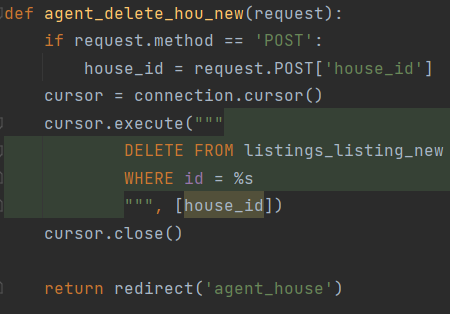 def agent_delete_hou_new(request):
    if request.method == 'POST':
        house_id = request.POST['house_id']
    cursor = connection.cursor()
    cursor.execute("""
            DELETE FROM listings_listing_new
            WHERE id = %s
            """, [house_id])
    cursor.close()
    return redirect('agent_house')